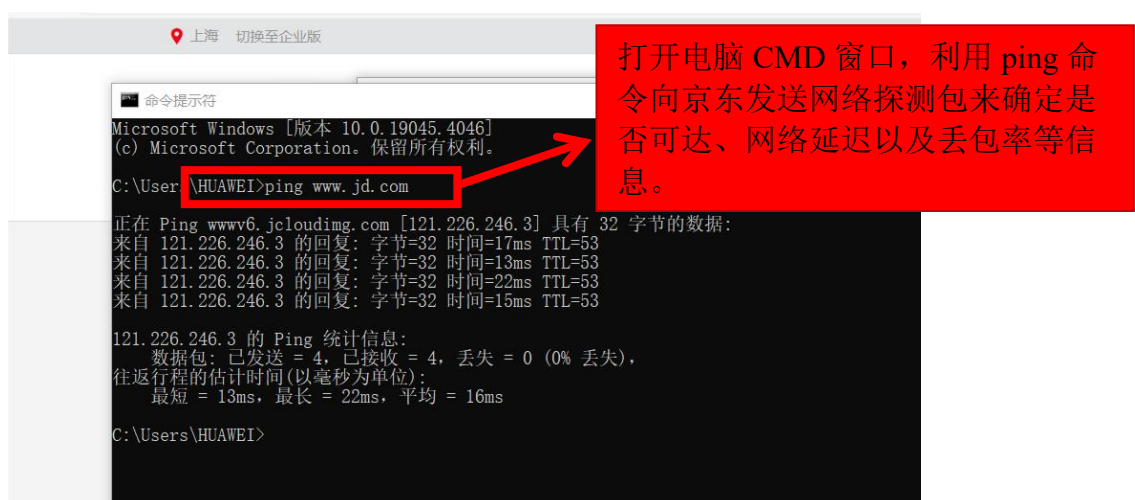 上海 切换至企业版
打开电脑 CMD 窗口，利用 ping 命
令向京东发送网络探测包来确定是
否可达、网络延迟以及丢包率等信
息。
命令提示符
Microsoft Windows [版本 10.0.19045.4046]
(c) Microsoft Corporation。保留所有权利。
C:\User \HUAWEI>ping www.jd.com
正在 Ping wwwv6.jcloudimg.com [121.226.246.3] 具有 32 字节的数据:
来自 121.226.246.3 的回复: 字节=32 时间=17ms TTL=53
来自 121.226.246.3 的回复: 字节=32 时间=13ms TTL=53
来自 121.226.246.3 的回复: 字节=32 时间=22ms TTL=53
来自 121.226.246.3 的回复: 字节=32 时间=15ms TTL=53
121.226.246.3 的 Ping 统计信息:
数据包: 已发送 = 4，已接收 = 4，丢失 = 0 (0% 丢失)，
往返行程的估计时间(以毫秒为单位):
最短 = 13ms，最长 = 22ms，平均 = 16ms
C:\Users\HUAWEI>